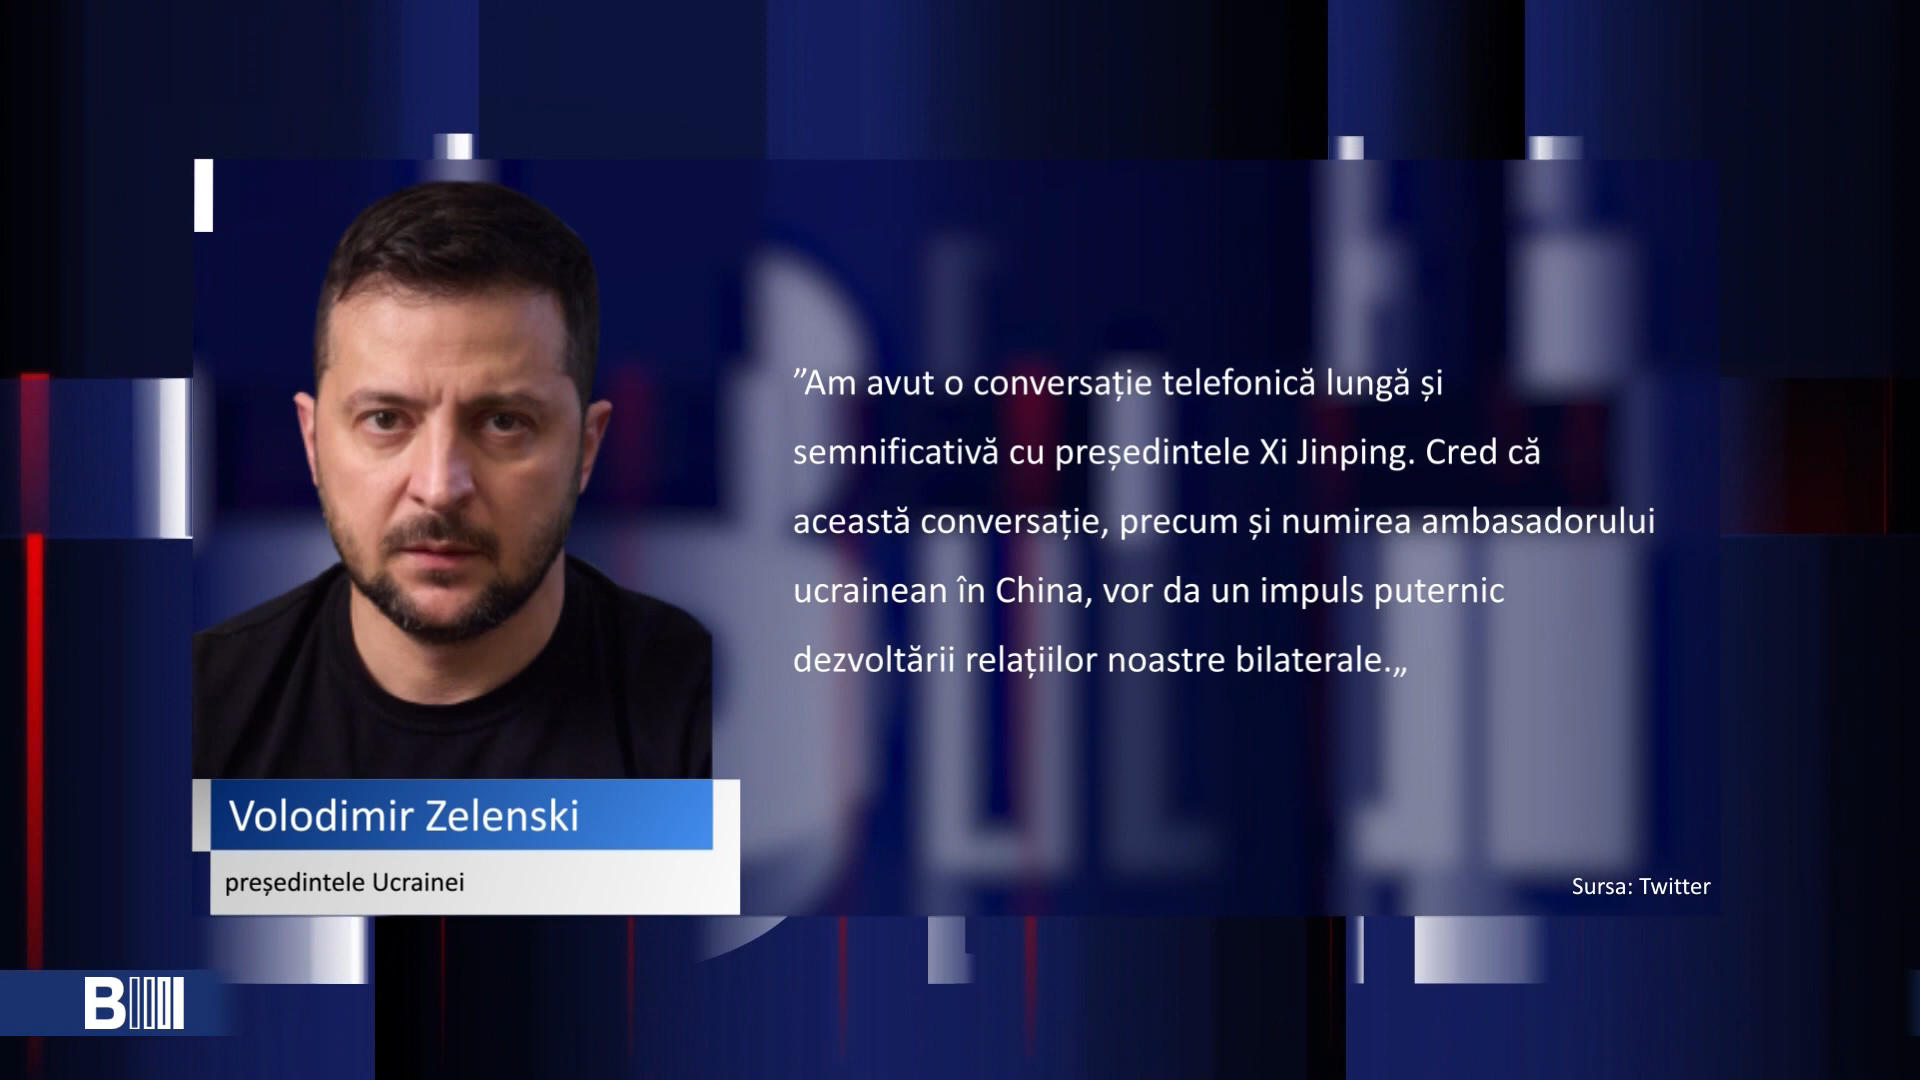 ”Am avut o conversație telefonică lungă și
semnificativă cu președintele Xi Jinping. Cred că
această conversație, precum și numirea ambasadorului
ucrainean în China, vor da un impuls puternic
dezvoltării relațiilor noastre bilaterale.„
Volodimir Zelenski
președintele Ucrainei
Sursa: Twitter
B